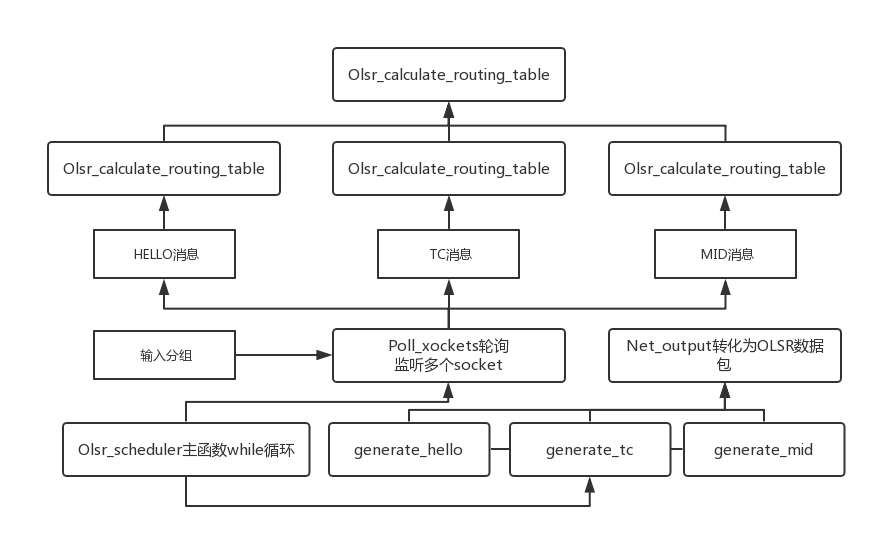 Olsr_calculate_routing_table
Olsr_calculate_routing_table
Olsr_calculate_routing_table
Olsr_calculate_routing_table
HELLO消息
TC消息
MID消息
输入分组
Poll_xockets轮询
监听多个socket
Net_output转化为OLSR数据
包
Olsr_scheduler主函数while循环
generate_hello
generate_tc
generate_mid